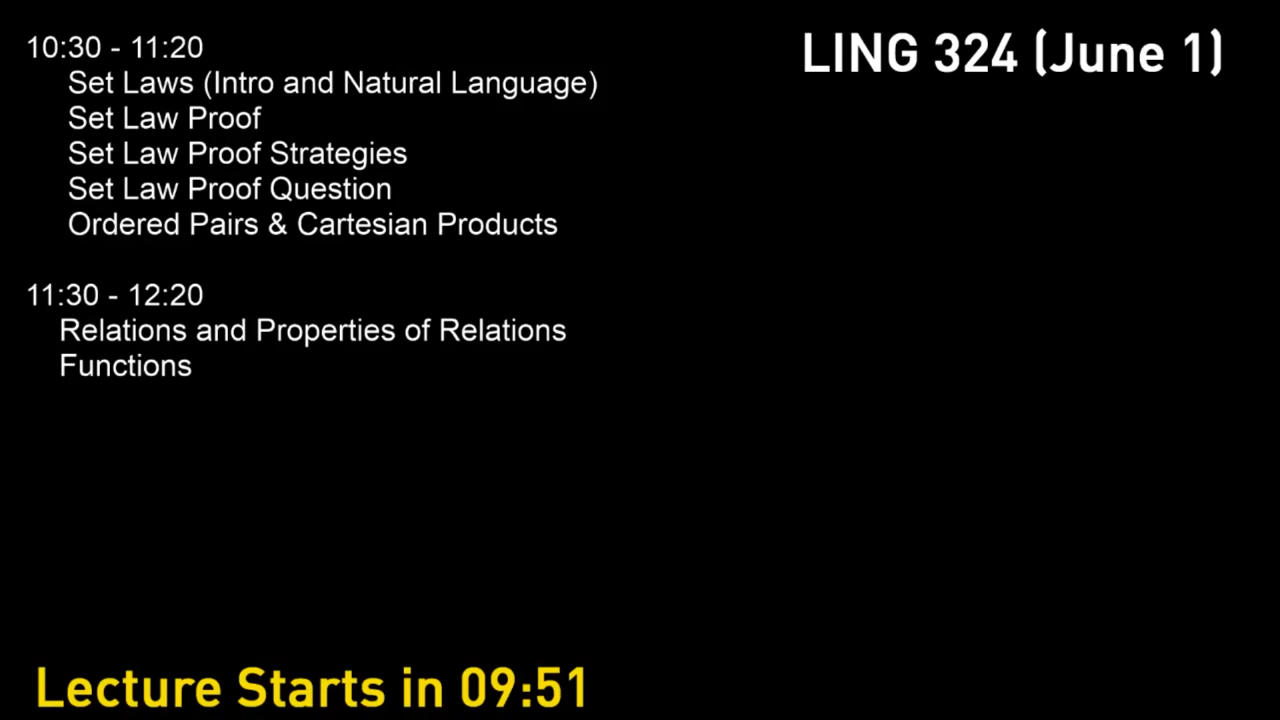 LING 324 (June 1)
10:30 - 11:20
Set Laws (Intro and Natural Language)
Set Law Proof
Set Law Proof Strategies
Set Law Proof Question
Ordered Pairs & Cartesian Products
11:30 - 12:20
Relations and Properties of Relations
Functions
Lecture Starts in 09:51